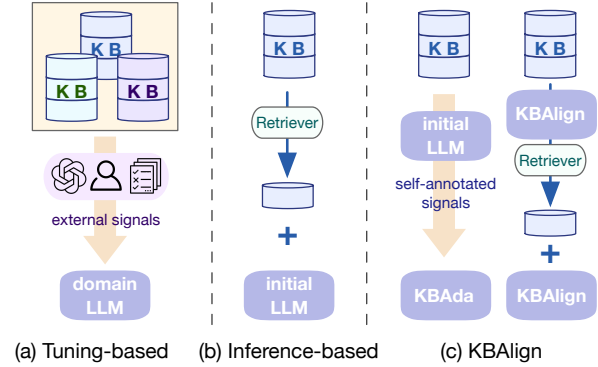 K B
K B
K B
external signals
domain
LLM
(a) Tuning-based
K B
Retriever
+
initial
LLM
(b) Inference-based
K B
initial
LLM
self-annotated
signals
KBAda
K B
KBAlign
Retriever
+
KBAlign
(c) KBAlign